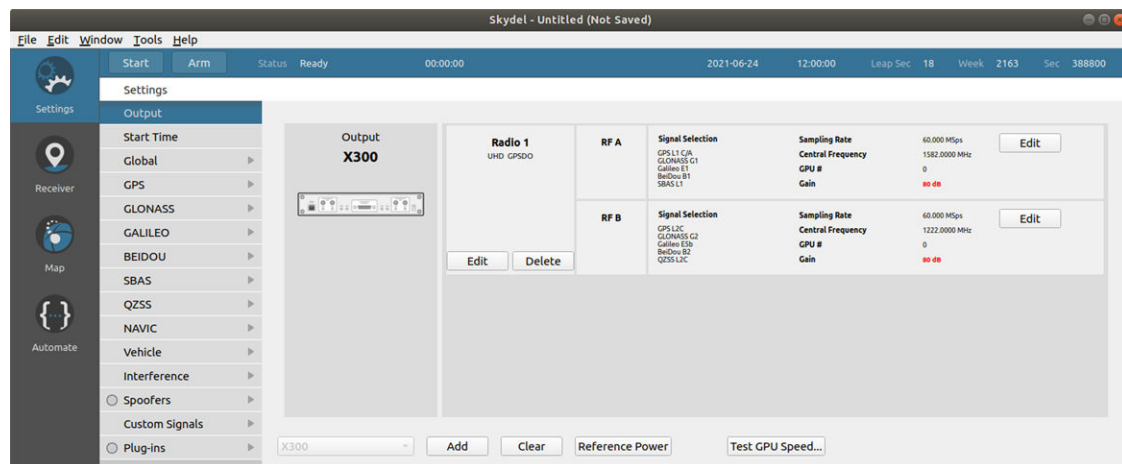 Skydel - Untitled (Not Saved)
File Edit Window Tools Help
Start Arm Status Ready 00:00:00 2021-06-24 12:00:00 Leap Sec 18 Week 2163 Sec 388800
Settings
Receiver
Map
Automate
Settings
Output
Start Time
Global
GPS
GLONASS
GALILEO
BEIDOU
SBAS
QZSS
NAVIC
Vehicle
Interference
Spoofers
Custom Signals
Plug-ins
Output
X300
Radio 1
UHD GPSDO
Edit Delete
RF A
Signal Selection
GPS L1 C/A
GLONASS G1
Galileo E1
BeiDou B1
SBAS L1
Sampling Rate 60.000 MSps
Central Frequency 1582.0000 MHz
GPU # 0
Gain 80 dB
Edit
RF B
Signal Selection
GPS L2C
GLONASS G2
Galileo E5b
BeiDou B2
QZSS L2C
Sampling Rate 60.000 MSps
Central Frequency 1222.0000 MHz
GPU # 0
Gain 80 dB
Edit
X300 Add Clear Reference Power Test GPU Speed...